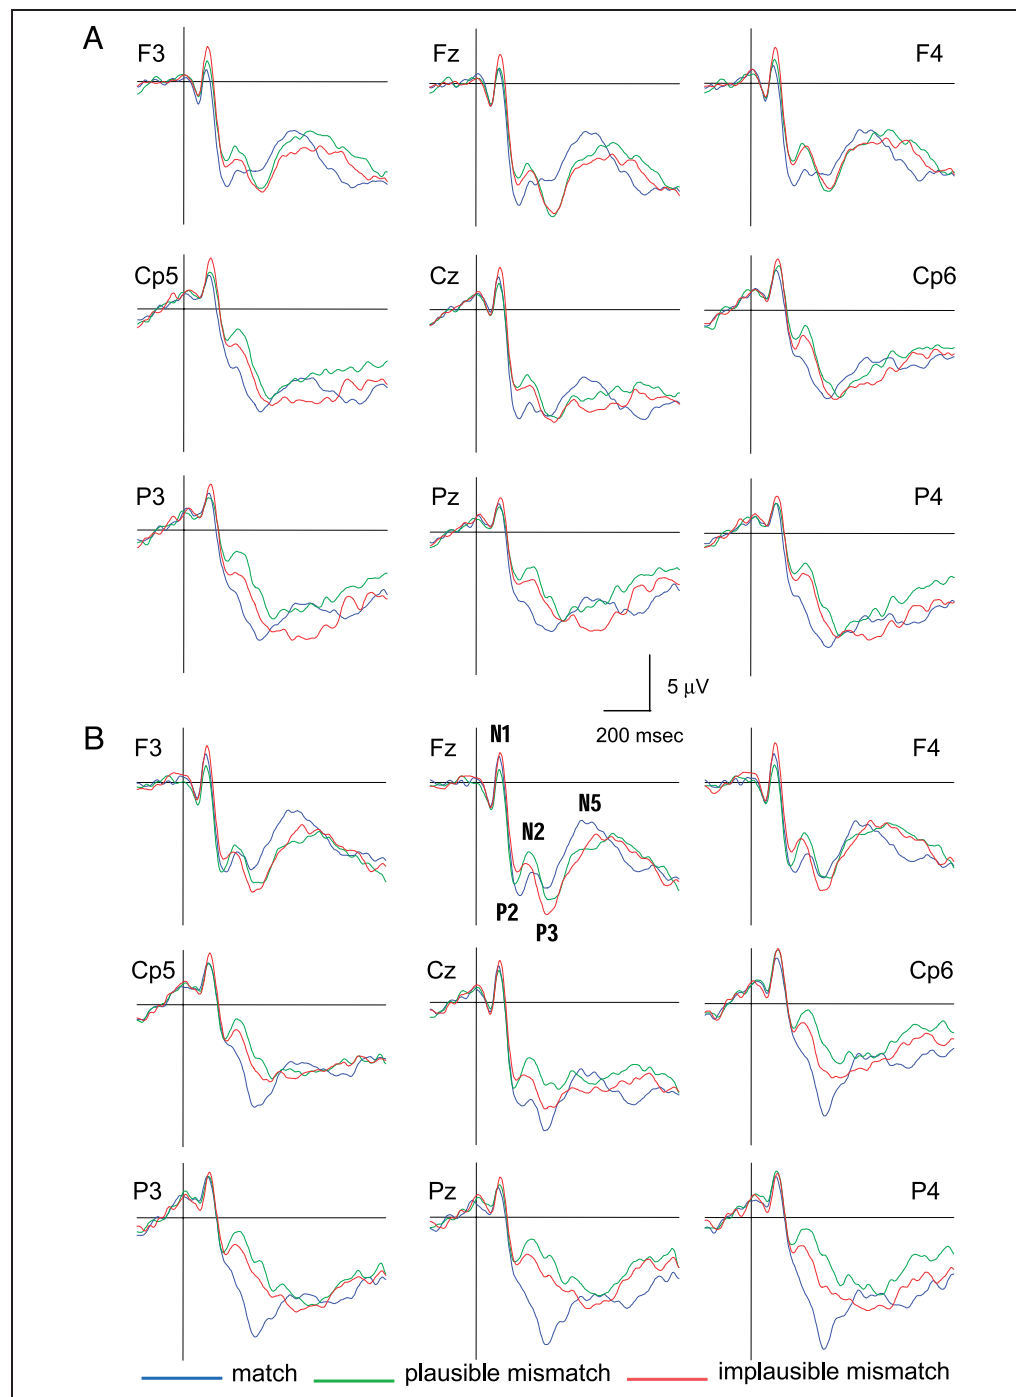 A
F3 Fz F4
Cp5 Cz Cp6
P3 Pz P4
5 μV
200 msec
B
F3 Fz F4
N1
N5
N2
P2
P3
Cp5 Cz Cp6
P3 Pz P4
match plausible mismatch implausible mismatch